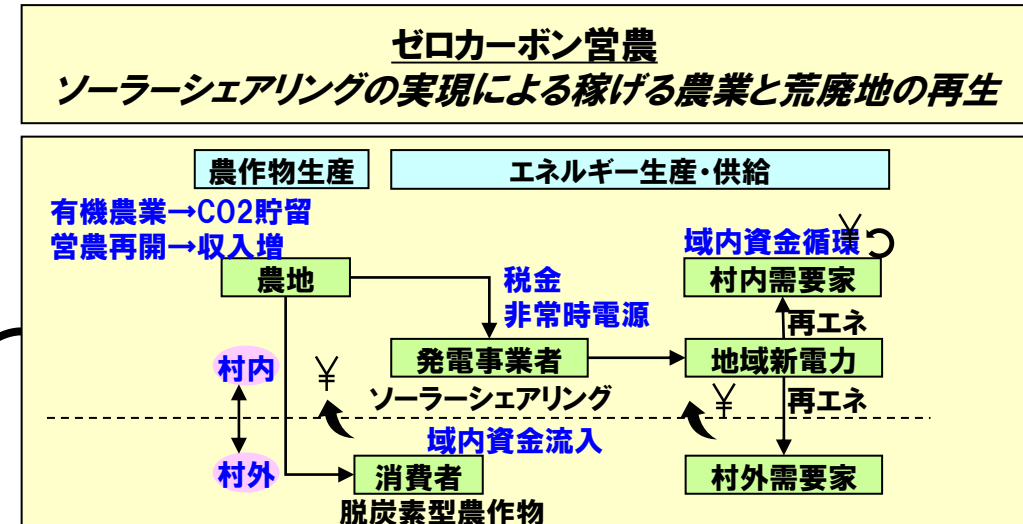 ゼロカーボン営農
ソーラーシェアリングの実現による稼げる農業と荒廃地の再生
農作物生産
エネルギー生産・供給
有機農業→CO2貯留
営農再開→収入増
農地
税金
非常時電源
¥
域内資金循環
村内需要家
再エネ
発電事業者
地域新電力
ソーラーシェアリング
村内
¥
¥
再エネ
域内資金流入
村外
消費者
脱炭素型農作物
村外需要家